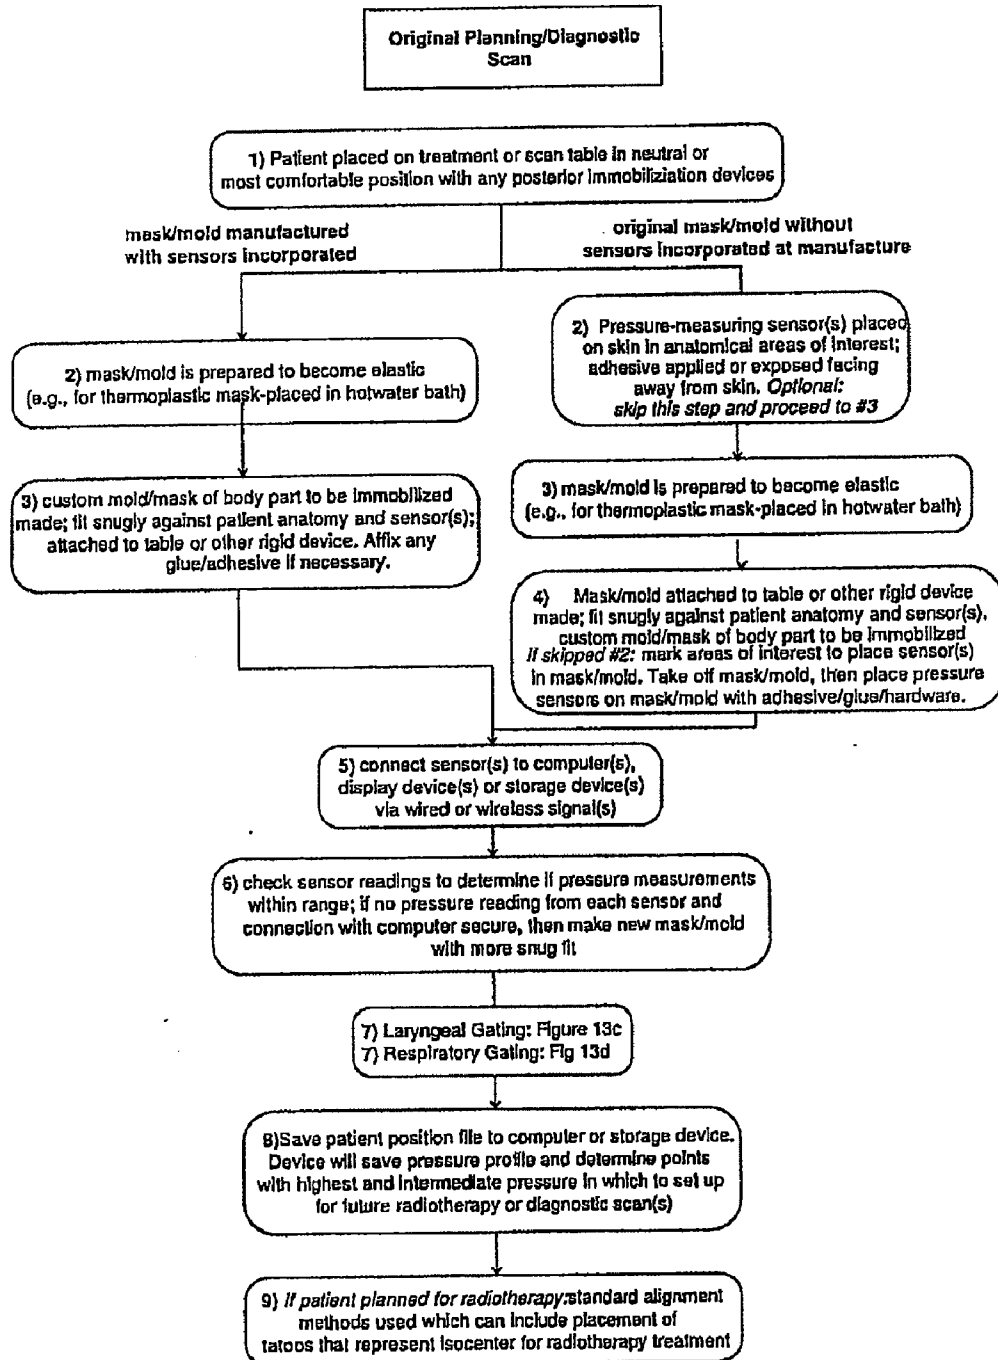 Original Planning/Diagnostic
Scan
1) Patient placed on treatment or scan table in neutral or
most comfortable position with any posterior immobiliziation devices
mask/mold manufactured
with sensors incorporated
original mask/mold without
sensors incorporated at manufacture
2) mask/mold is prepared to become elastic
(e.g., for thermoplastic mask-placed in hotwater bath)
3) custom mold/mask of body part to be immobilized
made; fit snugly against patient anatomy and sensor(s);
attached to table or other rigid device. Affix any
glue/adhesive if necessary.
2) Pressure-measuring sensor(s) placed
on skin in anatomical areas of interest;
adhesive applied or exposed facing
away from skin. Optional:
skip this step and proceed to #3
3) mask/mold is prepared to become elastic
(e.g., for thermoplastic mask-placed in hotwater bath)
4) Mask/mold attached to table or other rigid device
made; fit snugly against patient anatomy and sensor(s).
custom mold/mask of body part to be immobilized
If skipped #2: mark areas of interest to place sensor(s)
in mask/mold. Take off mask/mold, then place pressure
sensors on mask/mold with adhesive/glue/hardware.
5) connect sensor(s) to computer(s),
display device(s) or storage device(s)
via wired or wireless signal(s)
6) check sensor readings to determine if pressure measurements
within range; if no pressure reading from each sensor and
connection with computer secure, then make new mask/mold
with more snug fit
7) Laryngeal Gating: Figure 13c
7) Respiratory Gating: Fig 13d
8)Save patient position file to computer or storage device.
Device will save pressure profile and determine points
with highest and intermediate pressure in which to set up
for future radiotherapy or diagnostic scan(s)
9) If patient planned for radiotherapy:standard alignment
methods used which can include placement of
tatoos that represent isocenter for radiotherapy treatment